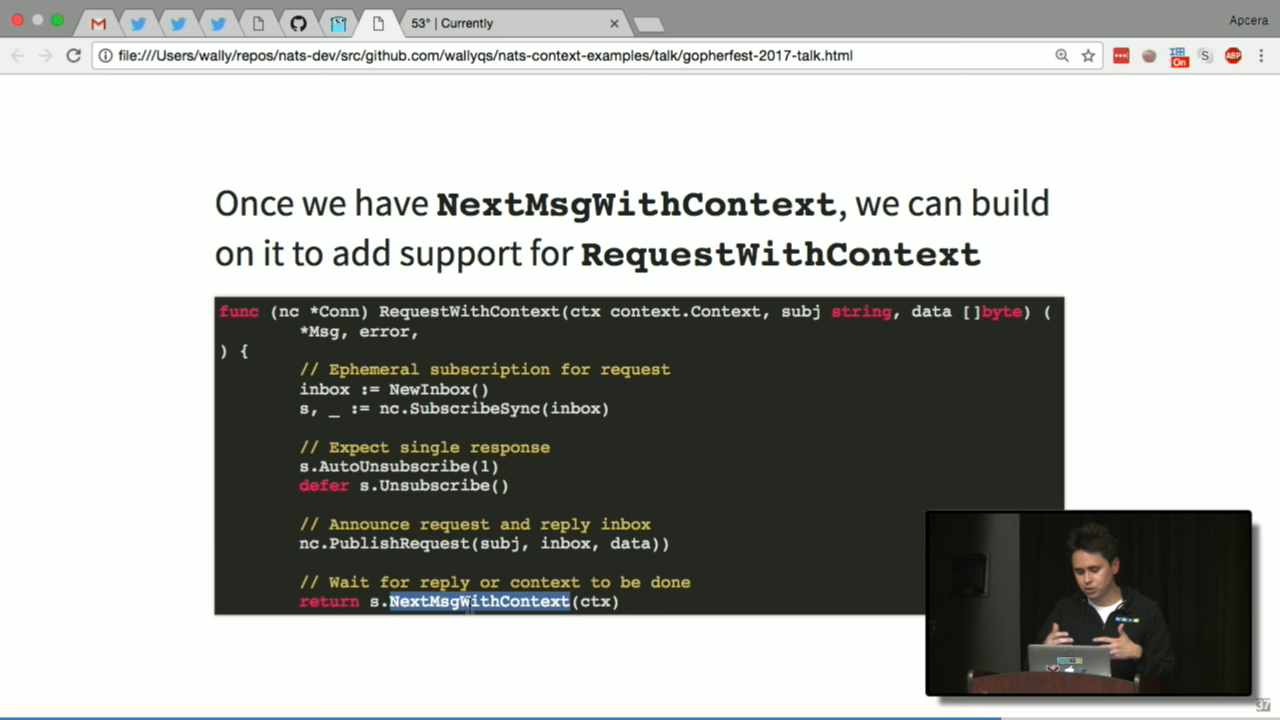 53° | Currently
Apcera
file:///Users/wally/repos/nats-dev/src/github.com/wallyqs/nats-context-examples/talk/gopherfest-2017-talk.html
On
ABP
Once we have NextMsgWithContext, we can build
on it to add support for RequestWithContext
func (nc *Conn) RequestWithContext(ctx context.Context, subj string, data []byte) (
*Msg, error,
) {
// Ephemeral subscription for request
inbox := NewInbox()
s, _ := nc.SubscribeSync(inbox)
// Expect single response
s.AutoUnsubscribe(1)
defer s.Unsubscribe()
// Announce request and reply inbox
nc.PublishRequest(subj, inbox, data))
// Wait for reply or context to be done
return s.NextMsgWithContext(ctx)
37